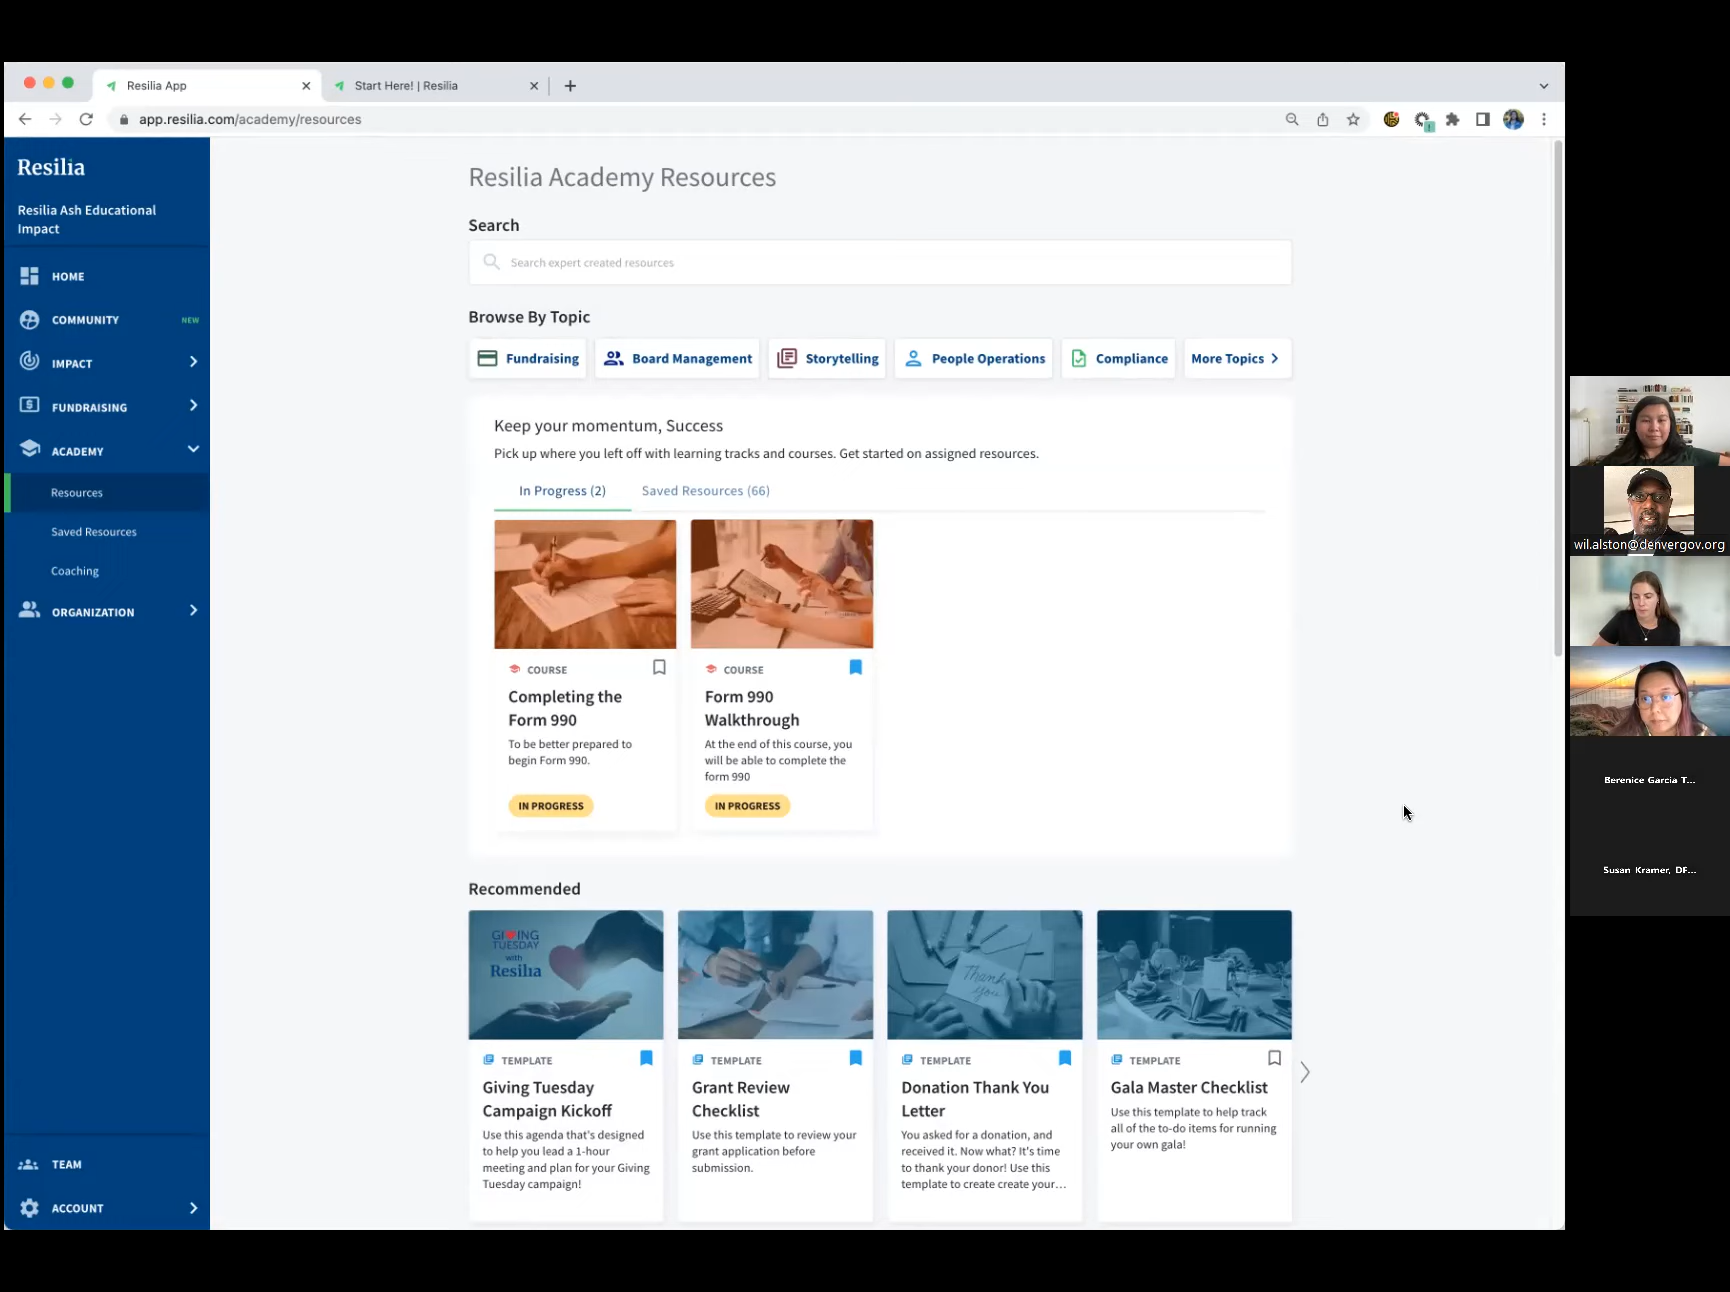 Resilia App
Start Here! | Resilia
app.resilia.com/academy/resources
Resilia
Resilia Ash Educational
Impact
HOME
COMMUNITY NEW
IMPACT
FUNDRAISING
ACADEMY
Resources
Saved Resources
Coaching
ORGANIZATION
TEAM
ACCOUNT
Resilia Academy Resources
Search
Search expert created resources
Browse By Topic
Fundraising Board Management Storytelling People Operations Compliance More Topics
Keep your momentum, Success
Pick up where you left off with learning tracks and courses. Get started on assigned resources.
In Progress (2) Saved Resources (66)
COURSE
Completing the
Form 990
To be better prepared to
begin Form 990.
IN PROGRESS
COURSE
Form 990
Walkthrough
At the end of this course, you
will be able to complete the
form 990
IN PROGRESS
Recommended
GIVING
TUESDAY
with
Resilia
TEMPLATE
Giving Tuesday
Campaign Kickoff
Use this agenda that's designed
to help you lead a 1-hour
meeting and plan for your Giving
Tuesday campaign!
TEMPLATE
Grant Review
Checklist
Use this template to review your
grant application before
submission.
Thank
you
TEMPLATE
Donation Thank You
Letter
You asked for a donation, and
received it. Now what? It's time
to thank your donor! Use this
template to create create your...
TEMPLATE
Gala Master Checklist
Use this template to help track
all of the to-do items for running
your own gala!
wil.alston@denvergov.org
Berenice Garcia T...
Susan Kramer, DF...